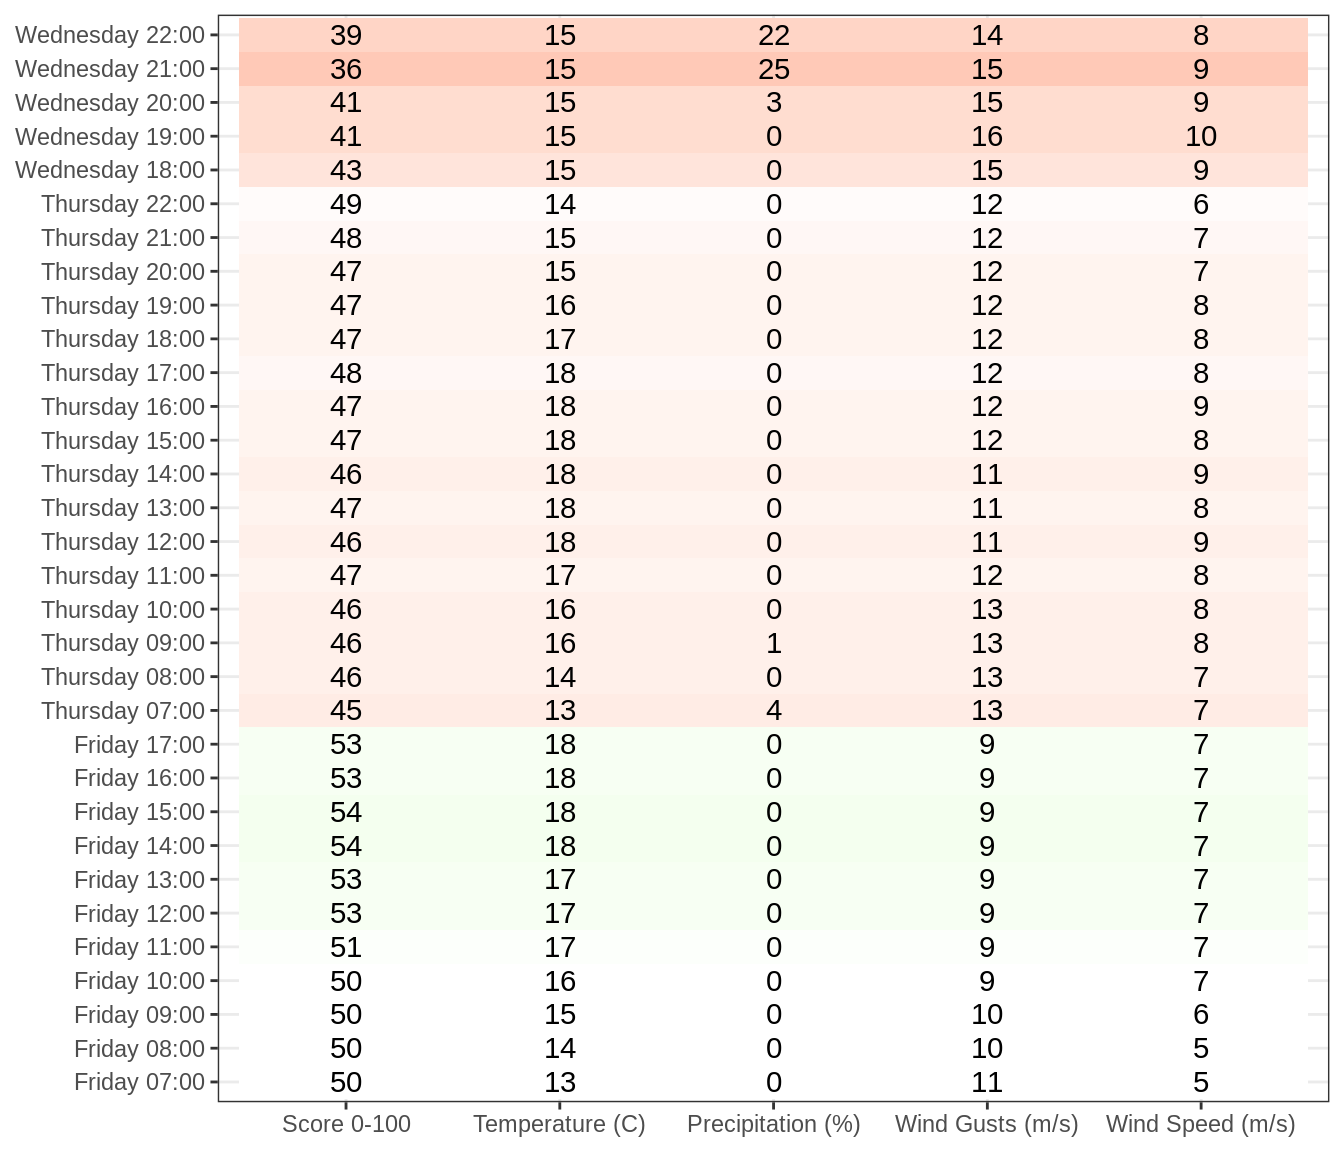 Wednesday 22:00 39 15 22 14 8
Wednesday 21:00 36 15 25 15 9
Wednesday 20:00 41 15 3 15 9
Wednesday 19:00 41 15 0 16 10
Wednesday 18:00 43 15 0 15 9
Thursday 22:00 49 14 0 12 6
Thursday 21:00 48 15 0 12 7
Thursday 20:00 47 15 0 12 7
Thursday 19:00 47 16 0 12 8
Thursday 18:00 47 17 0 12 8
Thursday 17:00 48 18 0 12 8
Thursday 16:00 47 18 0 12 9
Thursday 15:00 47 18 0 12 8
Thursday 14:00 46 18 0 11 9
Thursday 13:00 47 18 0 11 8
Thursday 12:00 46 18 0 11 9
Thursday 11:00 47 17 0 12 8
Thursday 10:00 46 16 0 13 8
Thursday 09:00 46 16 1 13 8
Thursday 08:00 46 14 0 13 7
Thursday 07:00 45 13 4 13 7
Friday 17:00 53 18 0 9 7
Friday 16:00 53 18 0 9 7
Friday 15:00 54 18 0 9 7
Friday 14:00 54 18 0 9 7
Friday 13:00 53 17 0 9 7
Friday 12:00 53 17 0 9 7
Friday 11:00 51 17 0 9 7
Friday 10:00 50 16 0 9 7
Friday 09:00 50 15 0 10 6
Friday 08:00 50 14 0 10 5
Friday 07:00 50 13 0 11 5
Score 0-100 Temperature (C) Precipitation (%) Wind Gusts (m/s) Wind Speed (m/s)